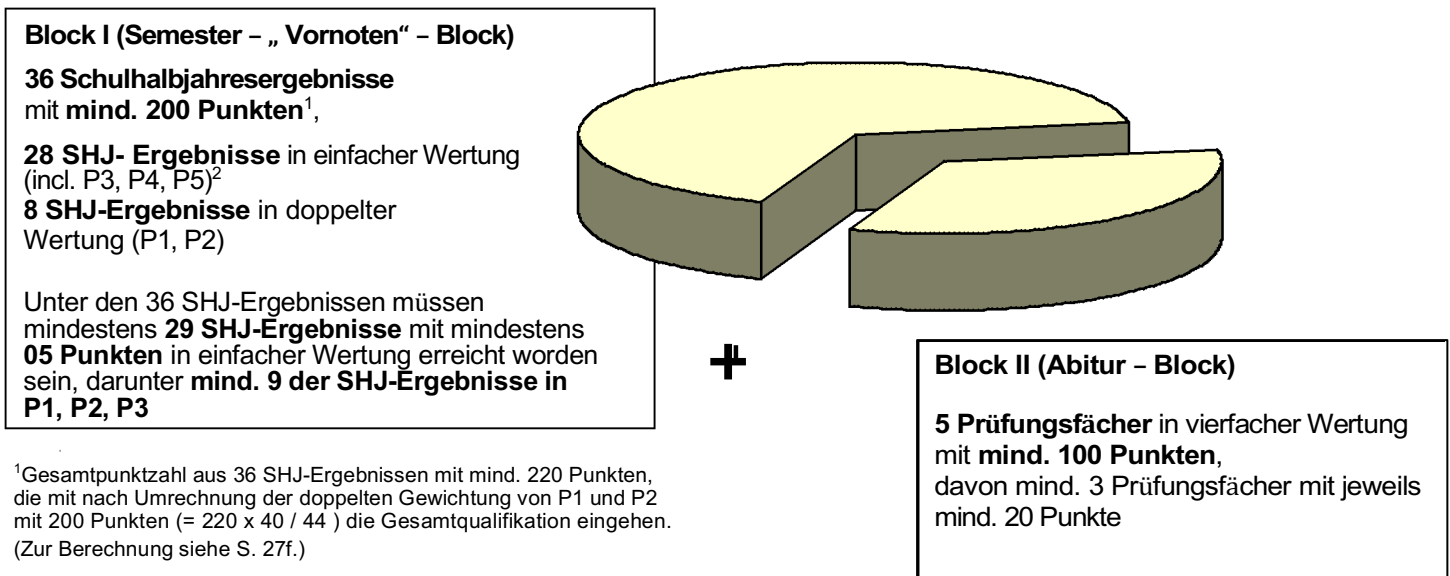 Block I (Semester – „ Vornoten“ – Block)
36 Schulhalbjahresergebnisse
mit mind. 200 Punkten¹,
28 SHJ- Ergebnisse in einfacher Wertung
(incl. P3, P4, P5)²
8 SHJ-Ergebnisse in doppelter
Wertung (P1, P2)
Unter den 36 SHJ-Ergebnissen müssen
mindestens 29 SHJ-Ergebnisse mit mindestens
05 Punkten in einfacher Wertung erreicht worden
sein, darunter mind. 9 der SHJ-Ergebnisse in
P1, P2, P3
+
Block II (Abitur – Block)
5 Prüfungsfächer in vierfacher Wertung
mit mind. 100 Punkten,
davon mind. 3 Prüfungsfächer mit jeweils
mind. 20 Punkte
¹Gesamtpunktzahl aus 36 SHJ-Ergebnissen mit mind. 220 Punkten,
die mit nach Umrechnung der doppelten Gewichtung von P1 und P2
mit 200 Punkten (= 220 x 40 / 44 ) die Gesamtqualifikation eingehen.
(Zur Berechnung siehe S. 27f.)